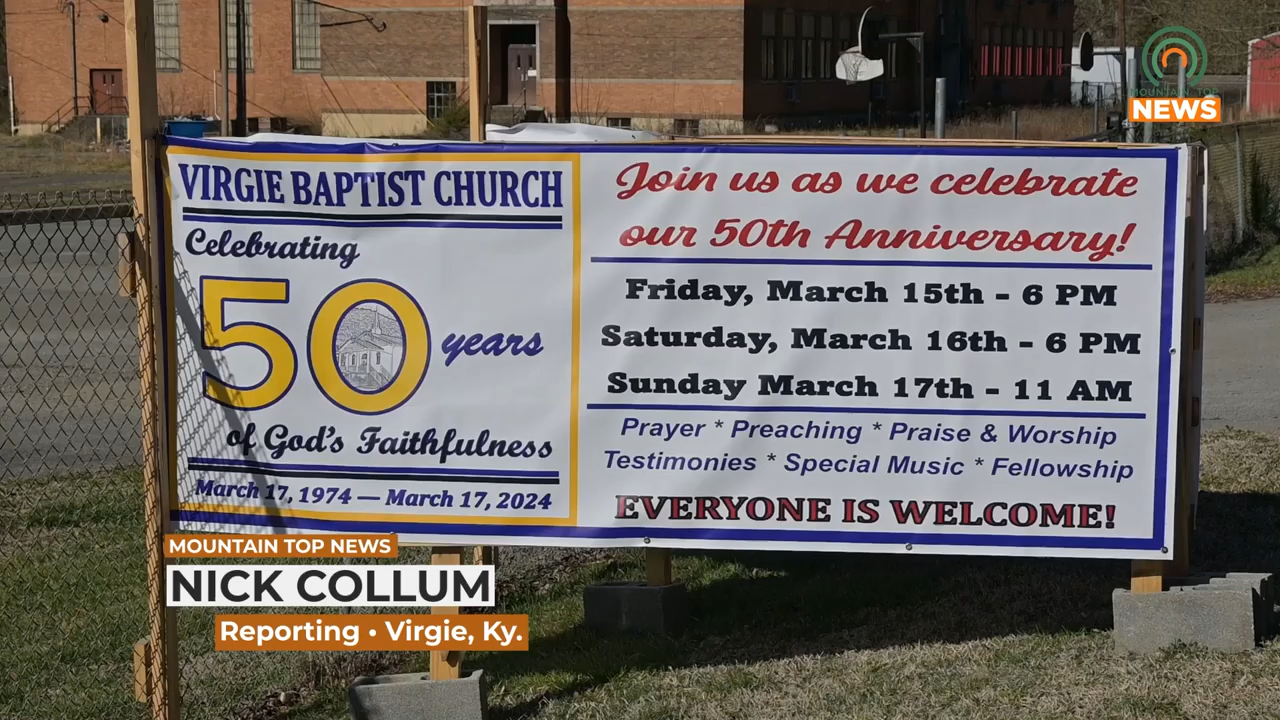 MOUNTAIN TOP
NEWS
VIRGIE BAPTIST CHURCH
Celebrating
50 years
of God's Faithfulness
March 17, 1974 — March 17, 2024
Join us as we celebrate
our 50th Anniversary!
Friday, March 15th - 6 PM
Saturday, March 16th - 6 PM
Sunday March 17th - 11 AM
Prayer * Preaching * Praise & Worship
Testimonies * Special Music * Fellowship
EVERYONE IS WELCOME!
MOUNTAIN TOP NEWS
NICK COLLUM
Reporting • Virgie, Ky.